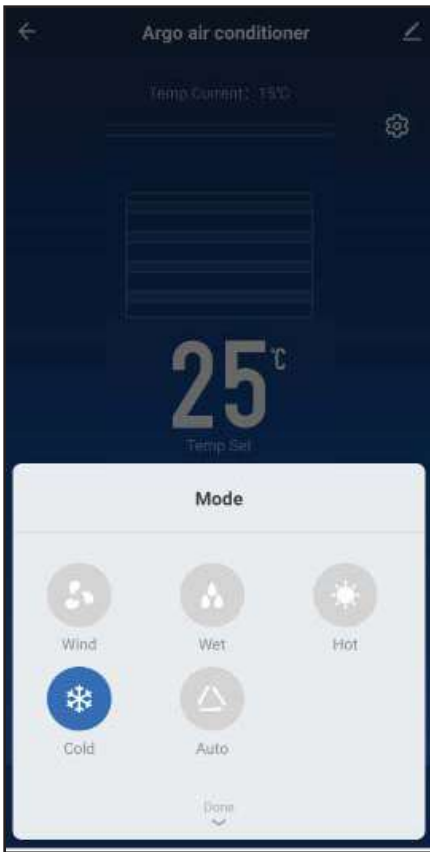 Argo air conditioner
Temp Current: 15℃
25℃
Temp Set
Mode
Wind
Wet
Hot
Cold
Auto
Done